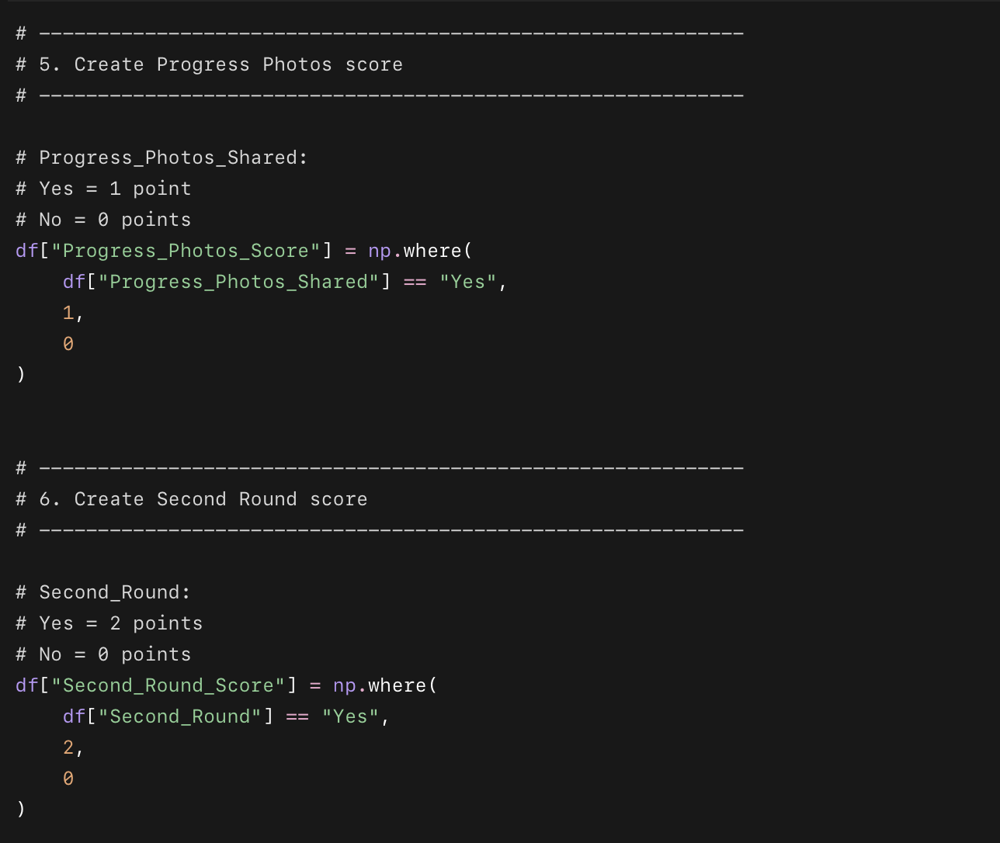 # ------------------------------------------------------------
# 5. Create Progress Photos score
# ------------------------------------------------------------
# Progress_Photos_Shared:
# Yes = 1 point
# No = 0 points
df["Progress_Photos_Score"] = np.where(
    df["Progress_Photos_Shared"] == "Yes",
    1,
    0
)
# ------------------------------------------------------------
# 6. Create Second Round score
# ------------------------------------------------------------
# Second_Round:
# Yes = 2 points
# No = 0 points
df["Second_Round_Score"] = np.where(
    df["Second_Round"] == "Yes",
    2,
    0
)